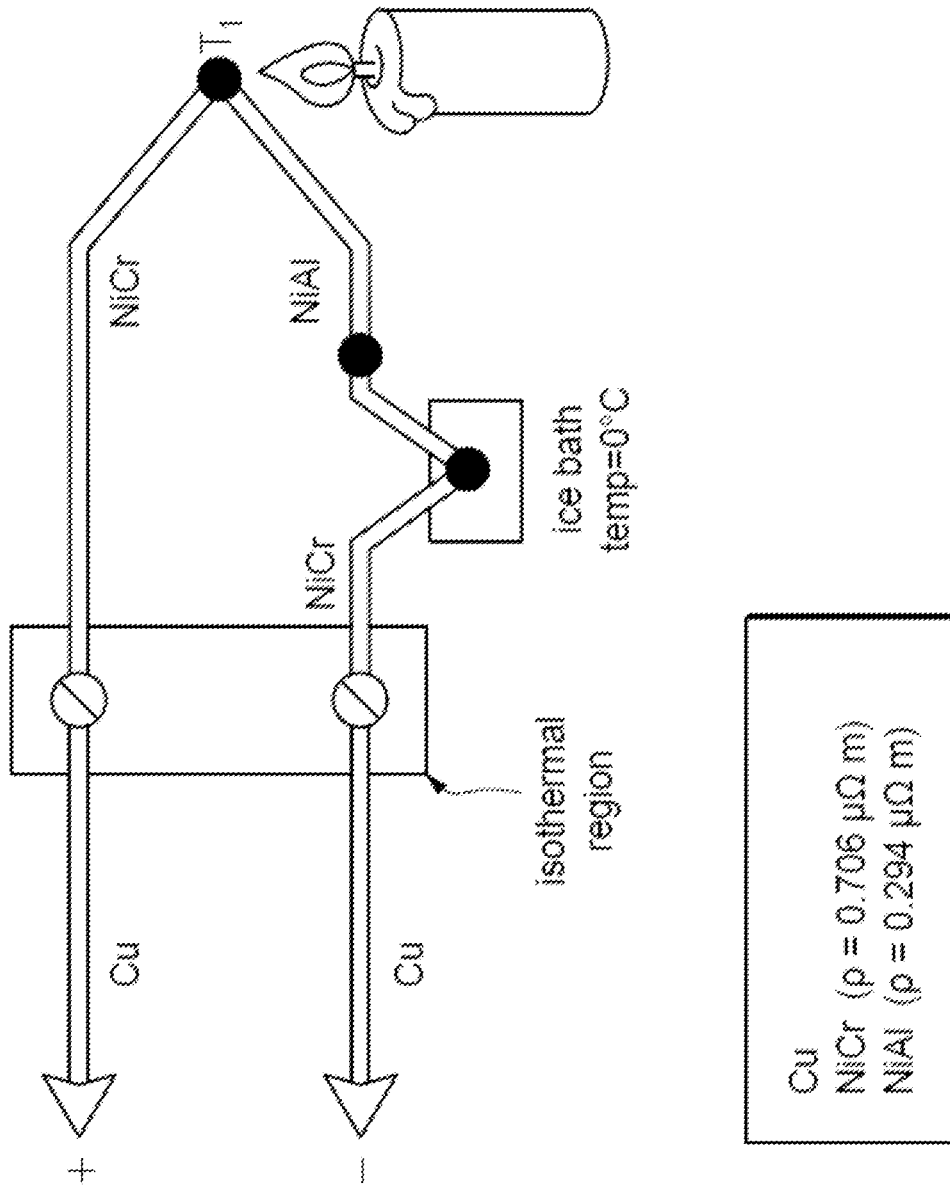 T1
NiCr
NiAl
NiCr
ice bath
temp=0°C
isothermal
region
Cu
Cu
+
−
Cu
NiCr (ρ = 0.706 µΩ m)
NiAl (ρ = 0.294 µΩ m)